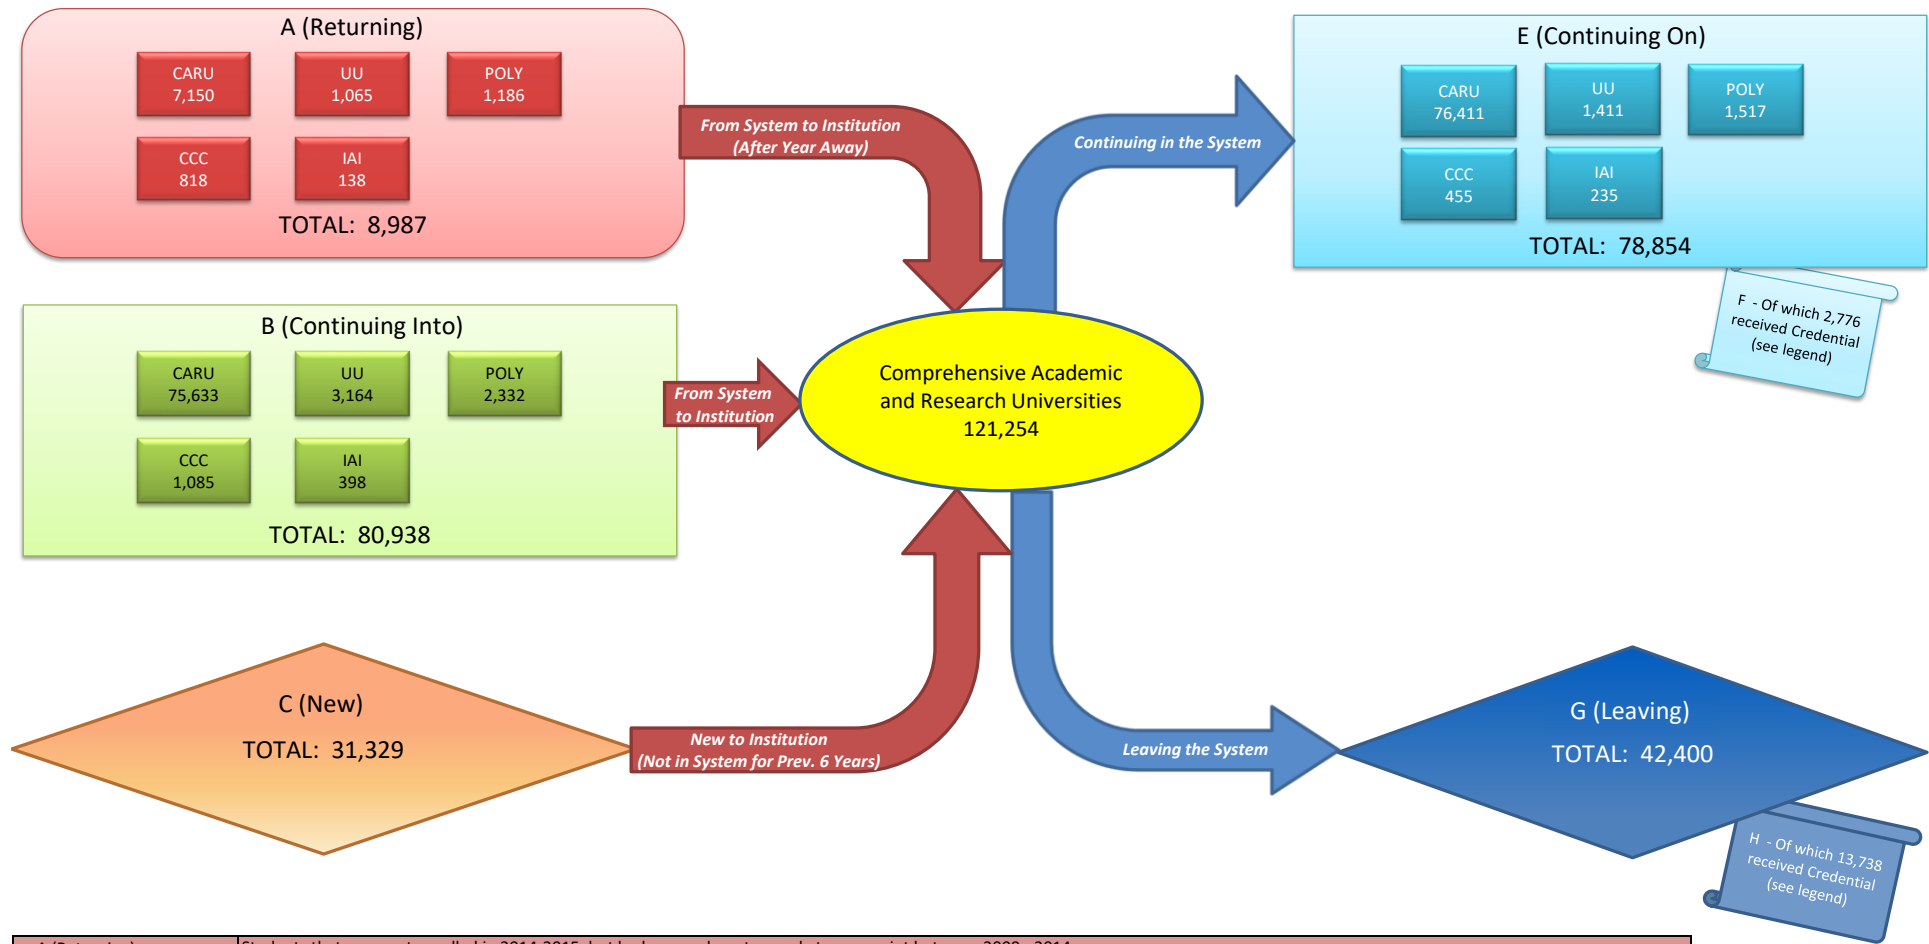 A (Returning)
CARU
7,150
UU
1,065
POLY
1,186
CCC
818
IAI
138
TOTAL: 8,987
From System to Institution
(After Year Away)
B (Continuing Into)
CARU
75,633
UU
3,164
POLY
2,332
CCC
1,085
IAI
398
TOTAL: 80,938
From System
to Institution
C (New)
TOTAL: 31,329
New to Institution
(Not in System for Prev. 6 Years)
Comprehensive Academic
and Research Universities
121,254
Continuing in the System
E (Continuing On)
CARU
76,411
UU
1,411
POLY
1,517
CCC
455
IAI
235
TOTAL: 78,854
F - Of which 2,776
received Credential
(see legend)
Leaving the System
G (Leaving)
TOTAL: 42,400
H - Of which 13,738
received Credential
(see legend)